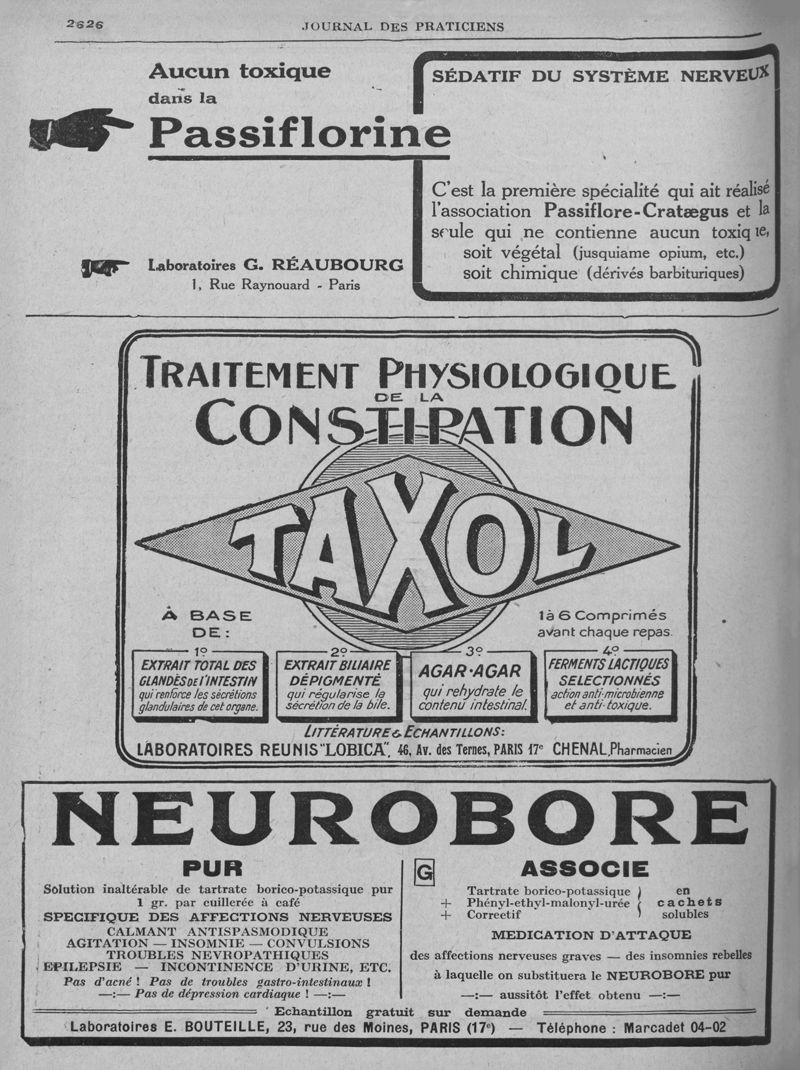 2626
JOURNAL DES PRATICIENS
Aucun toxique
dans la
Passiflorine
Laboratoires G. RÉAUBOURG
1, Rue Raynouard - Paris
SÉDATIF DU SYSTÈME NERVEUX
C'est la première spécialité qui ait réalisé
l'association Passiflore-Cratægus et la
seule qui ne contienne aucun toxique,
soit végétal (jusquiame opium, etc.)
soit chimique (dérivés barbituriques)
TRAITEMENT PHYSIOLOGIQUE
DE LA
CONSTIPATION
TAXOL
À BASE
DE:
1 à 6 Comprimés
avant chaque repas.
1º
EXTRAIT TOTAL DES
GLANDES DE L'INTESTIN
qui renforce les sécrétions
glandulaires de cet organe.
2º
EXTRAIT BILIAIRE
DÉPIGMENTÉ
qui régularise la
sécrétion de la bile.
3º
AGAR-AGAR
qui rehydrate le
contenu intestinal.
4º
FERMENTS LACTIQUES
SELECTIONNÉS
action anti-microbienne
et anti-toxique.
LITTÉRATURE & ECHANTILLONS:
LABORATOIRES REUNIS "LOBICA", 46, Av. des Ternes, PARIS 17e CHENAL, Pharmacien
NEUROBORE
PUR
Solution inaltérable de tartrate borico-potassique pur
1 gr. par cuillerée à café
SPECIFIQUE DES AFFECTIONS NERVEUSES
CALMANT ANTISPASMODIQUE
AGITATION — INSOMNIE — CONVULSIONS
TROUBLES NEVROPATHIQUES
EPILEPSIE — INCONTINENCE D'URINE, ETC.
Pas d'acné ! Pas de troubles gastro-intestinaux !
—:— Pas de dépression cardiaque ! —:—
G ASSOCIE
Tartrate borico-potassique } en
+ Phényl-ethyl-malonyl-urée } cachets
+ Correctif } solubles
MEDICATION D'ATTAQUE
des affections nerveuses graves — des insomnies rebelles
à laquelle on substituera le NEUROBORE pur
—:— aussitôt l'effet obtenu —:—
Echantillon gratuit sur demande
Laboratoires E. BOUTEILLE, 23, rue des Moines, PARIS (17e) — Téléphone : Marcadet 04-02